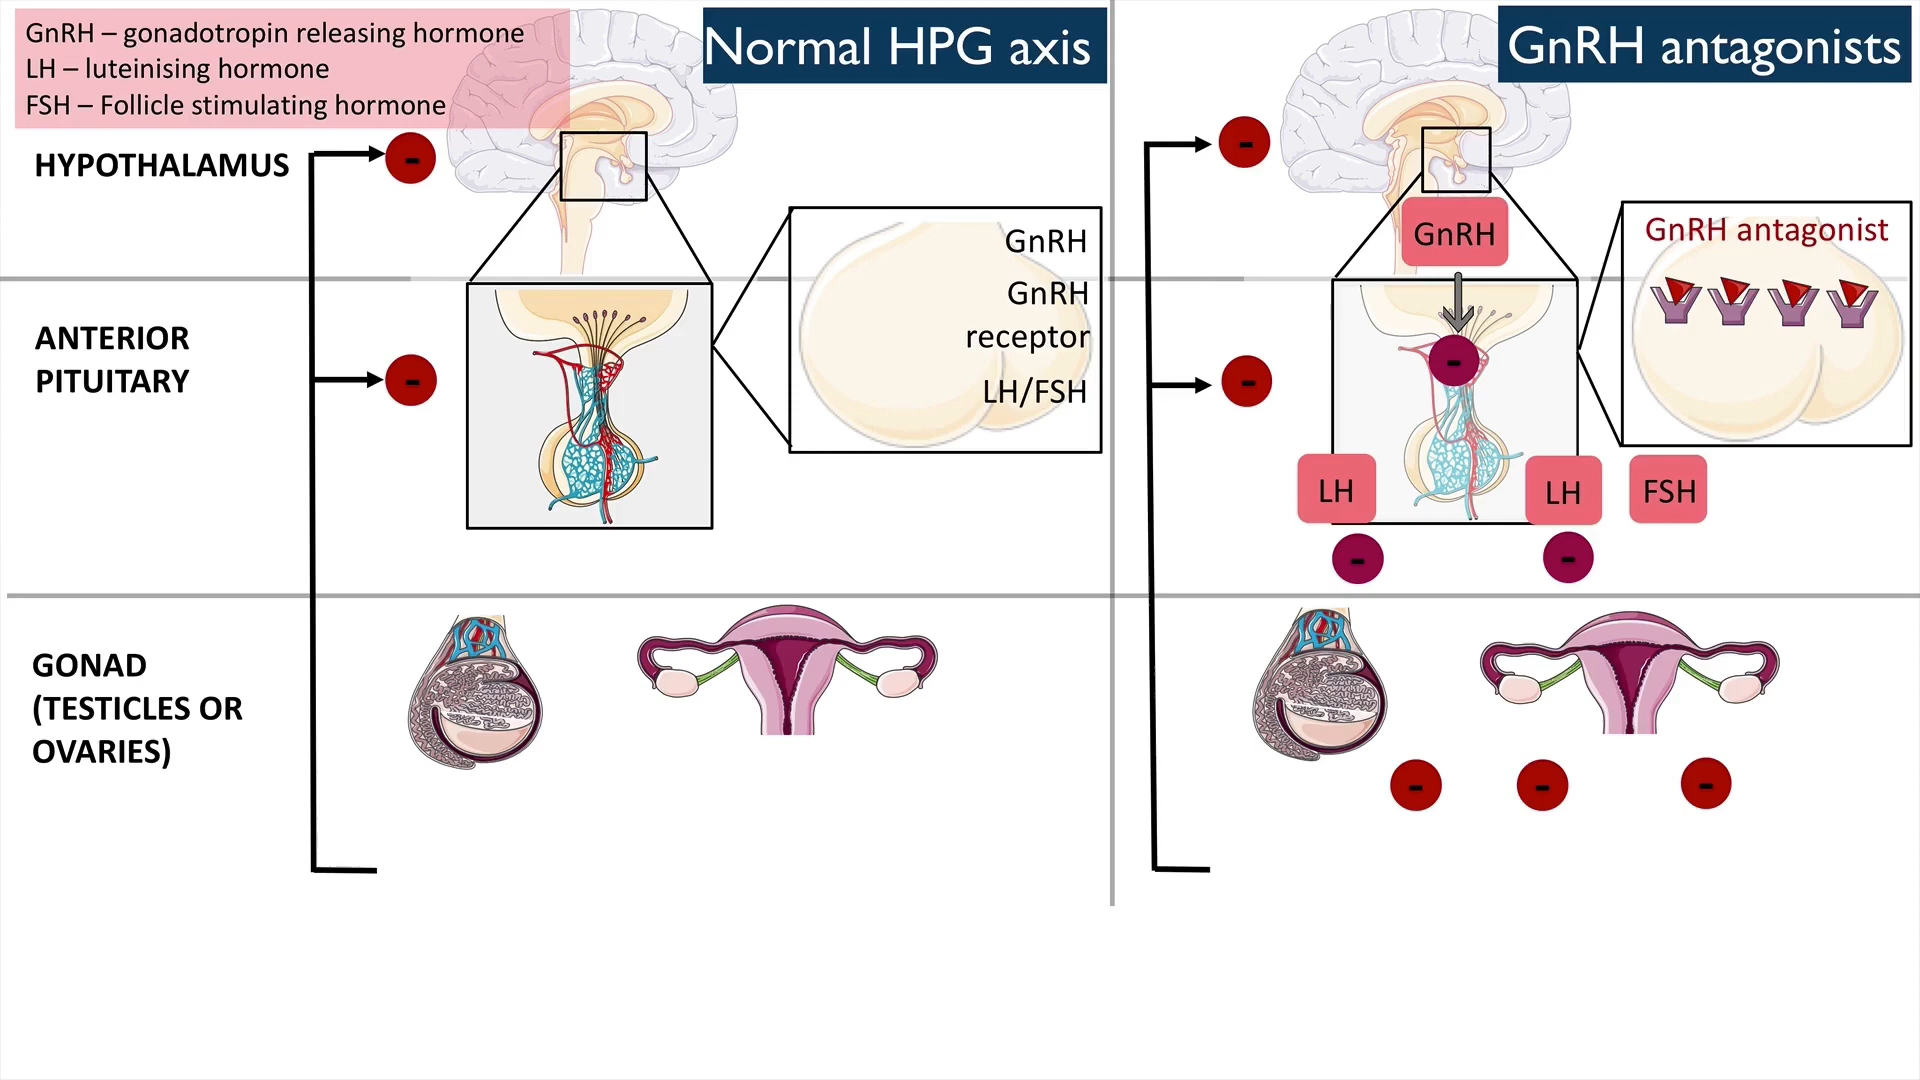 GnRH – gonadotropin releasing hormone
LH – luteinising hormone
FSH – Follicle stimulating hormone
Normal HPG axis
GnRH antagonists
HYPOTHALAMUS
-
-
GnRH
GnRH
receptor
LH/FSH
GnRH
GnRH antagonist
ANTERIOR
PITUITARY
-
-
-
LH
LH
FSH
-
-
GONAD
(TESTICLES OR
OVARIES)
-
-
-